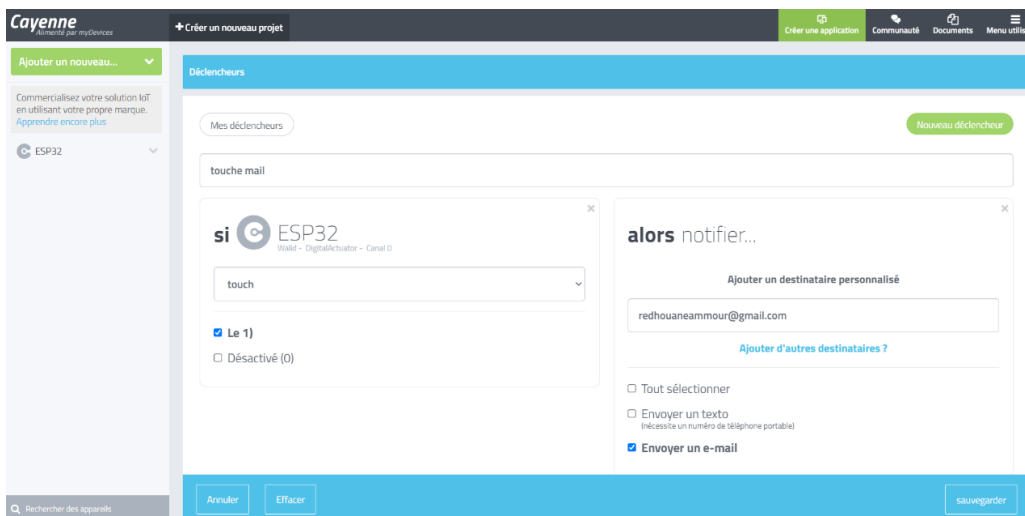 Cayenne
Alimenté par myDevices
+ Créer un nouveau projet
Créer une application
Communauté
Documents
Menu utilis
Ajouter un nouveau...
Déclencheurs
Commercialisez votre solution IoT
en utilisant votre propre marque.
Apprendre encore plus
ESP32
Mes déclencheurs
Nouveau déclencheur
touche mail
si ESP32
Walid - DigitalActuator - Canal 0
touch
Le 1)
Désactivé (0)
alors notifier...
Ajouter un destinataire personnalisé
redhouaneammour@gmail.com
Ajouter d'autres destinataires ?
Tout sélectionner
Envoyer un texto
(nécessite un numéro de téléphone portable)
Envoyer un e-mail
Annuler
Effacer
sauvegarder
Rechercher des appareils